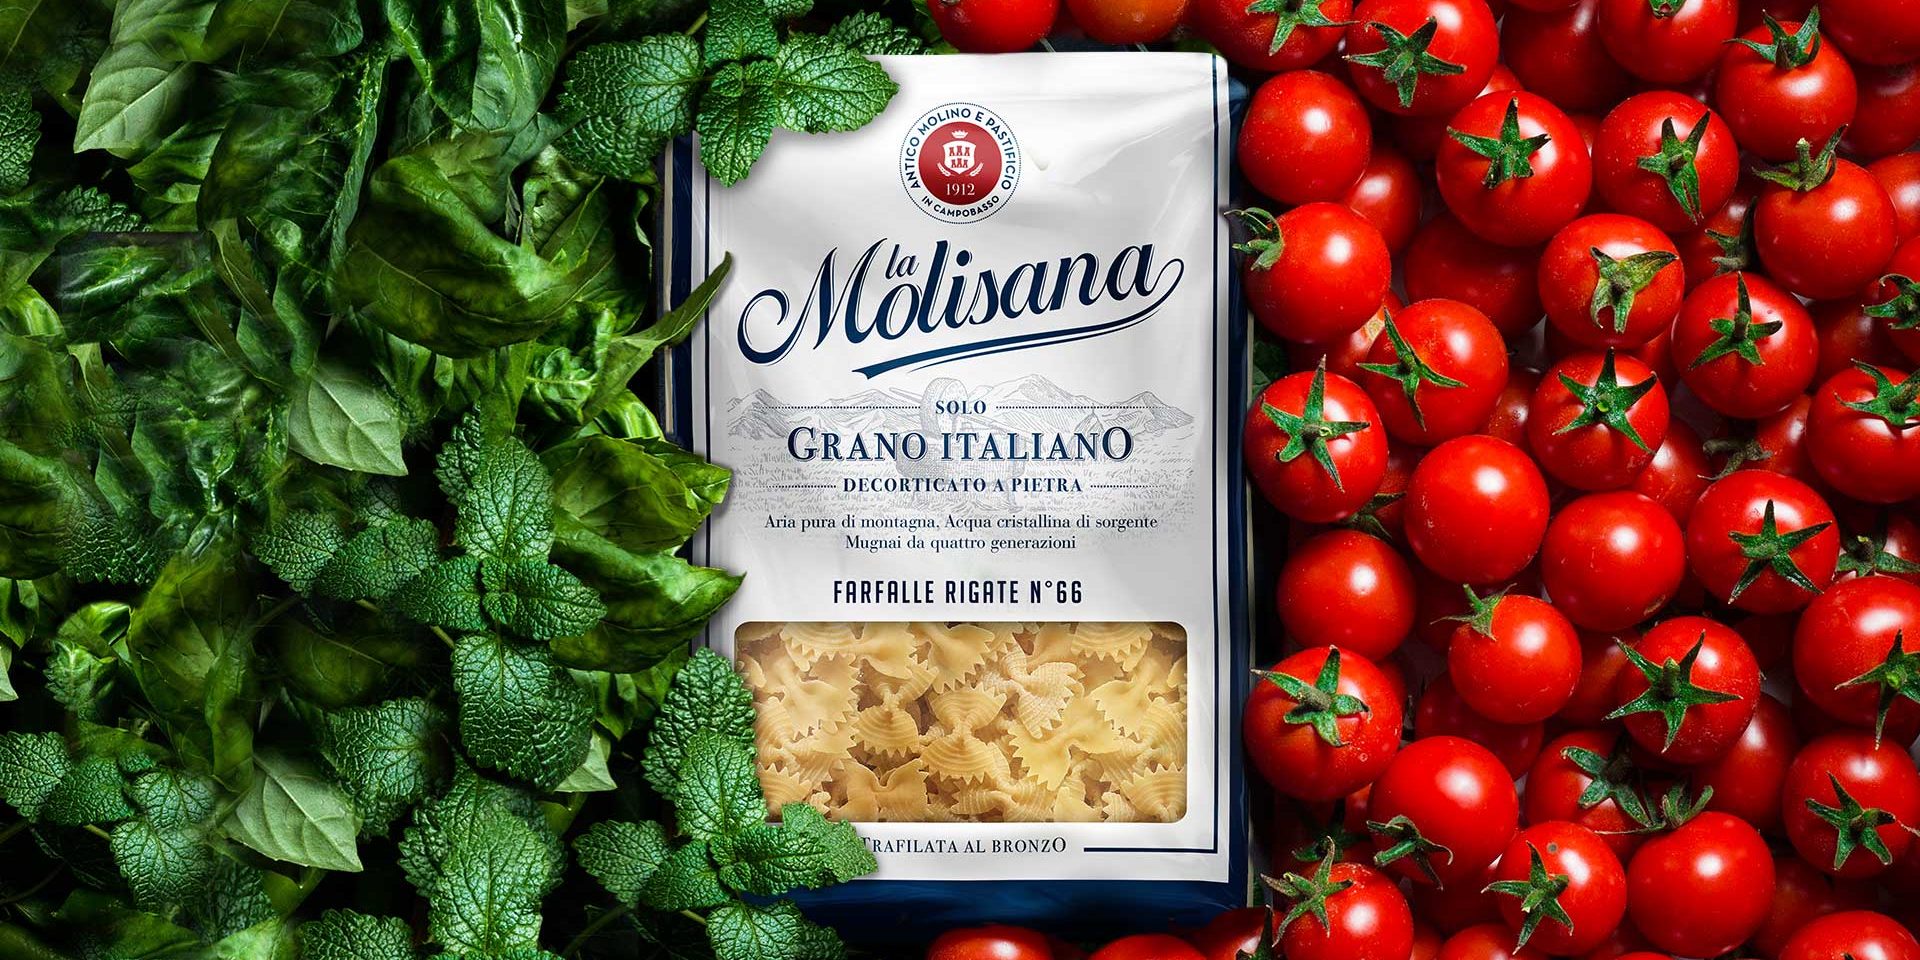 ANTICO MOLINO E PASTIFICIO
1912
IN CAMPOBASSO
la
Molisana
SOLO
GRANO ITALIANO
DECORTICATO A PIETRA
Aria pura di montagna, Acqua cristallina di sorgente
Mugnai da quattro generazioni
FARFALLE RIGATE N°66
TRAFILATA AL BRONZO